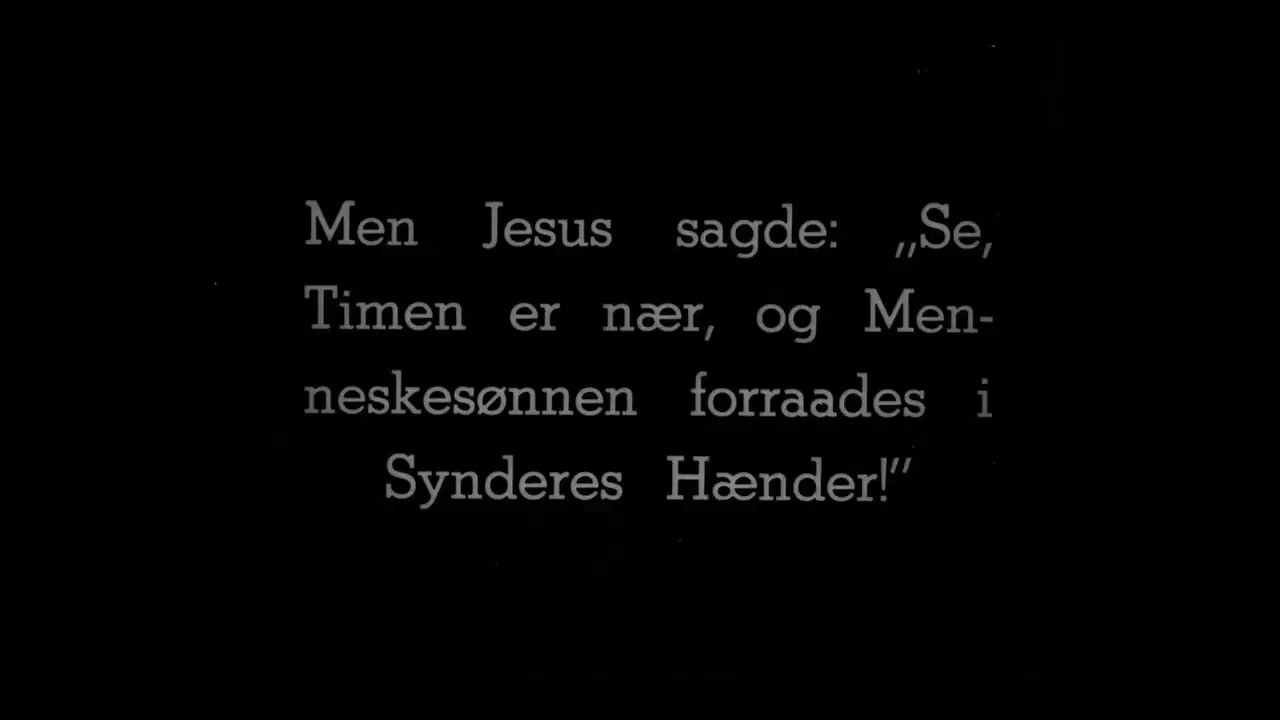 Men Jesus sagde: „Se,
Timen er nær, og Men-
neskesønnen forraades i
Synderes Hænder!”